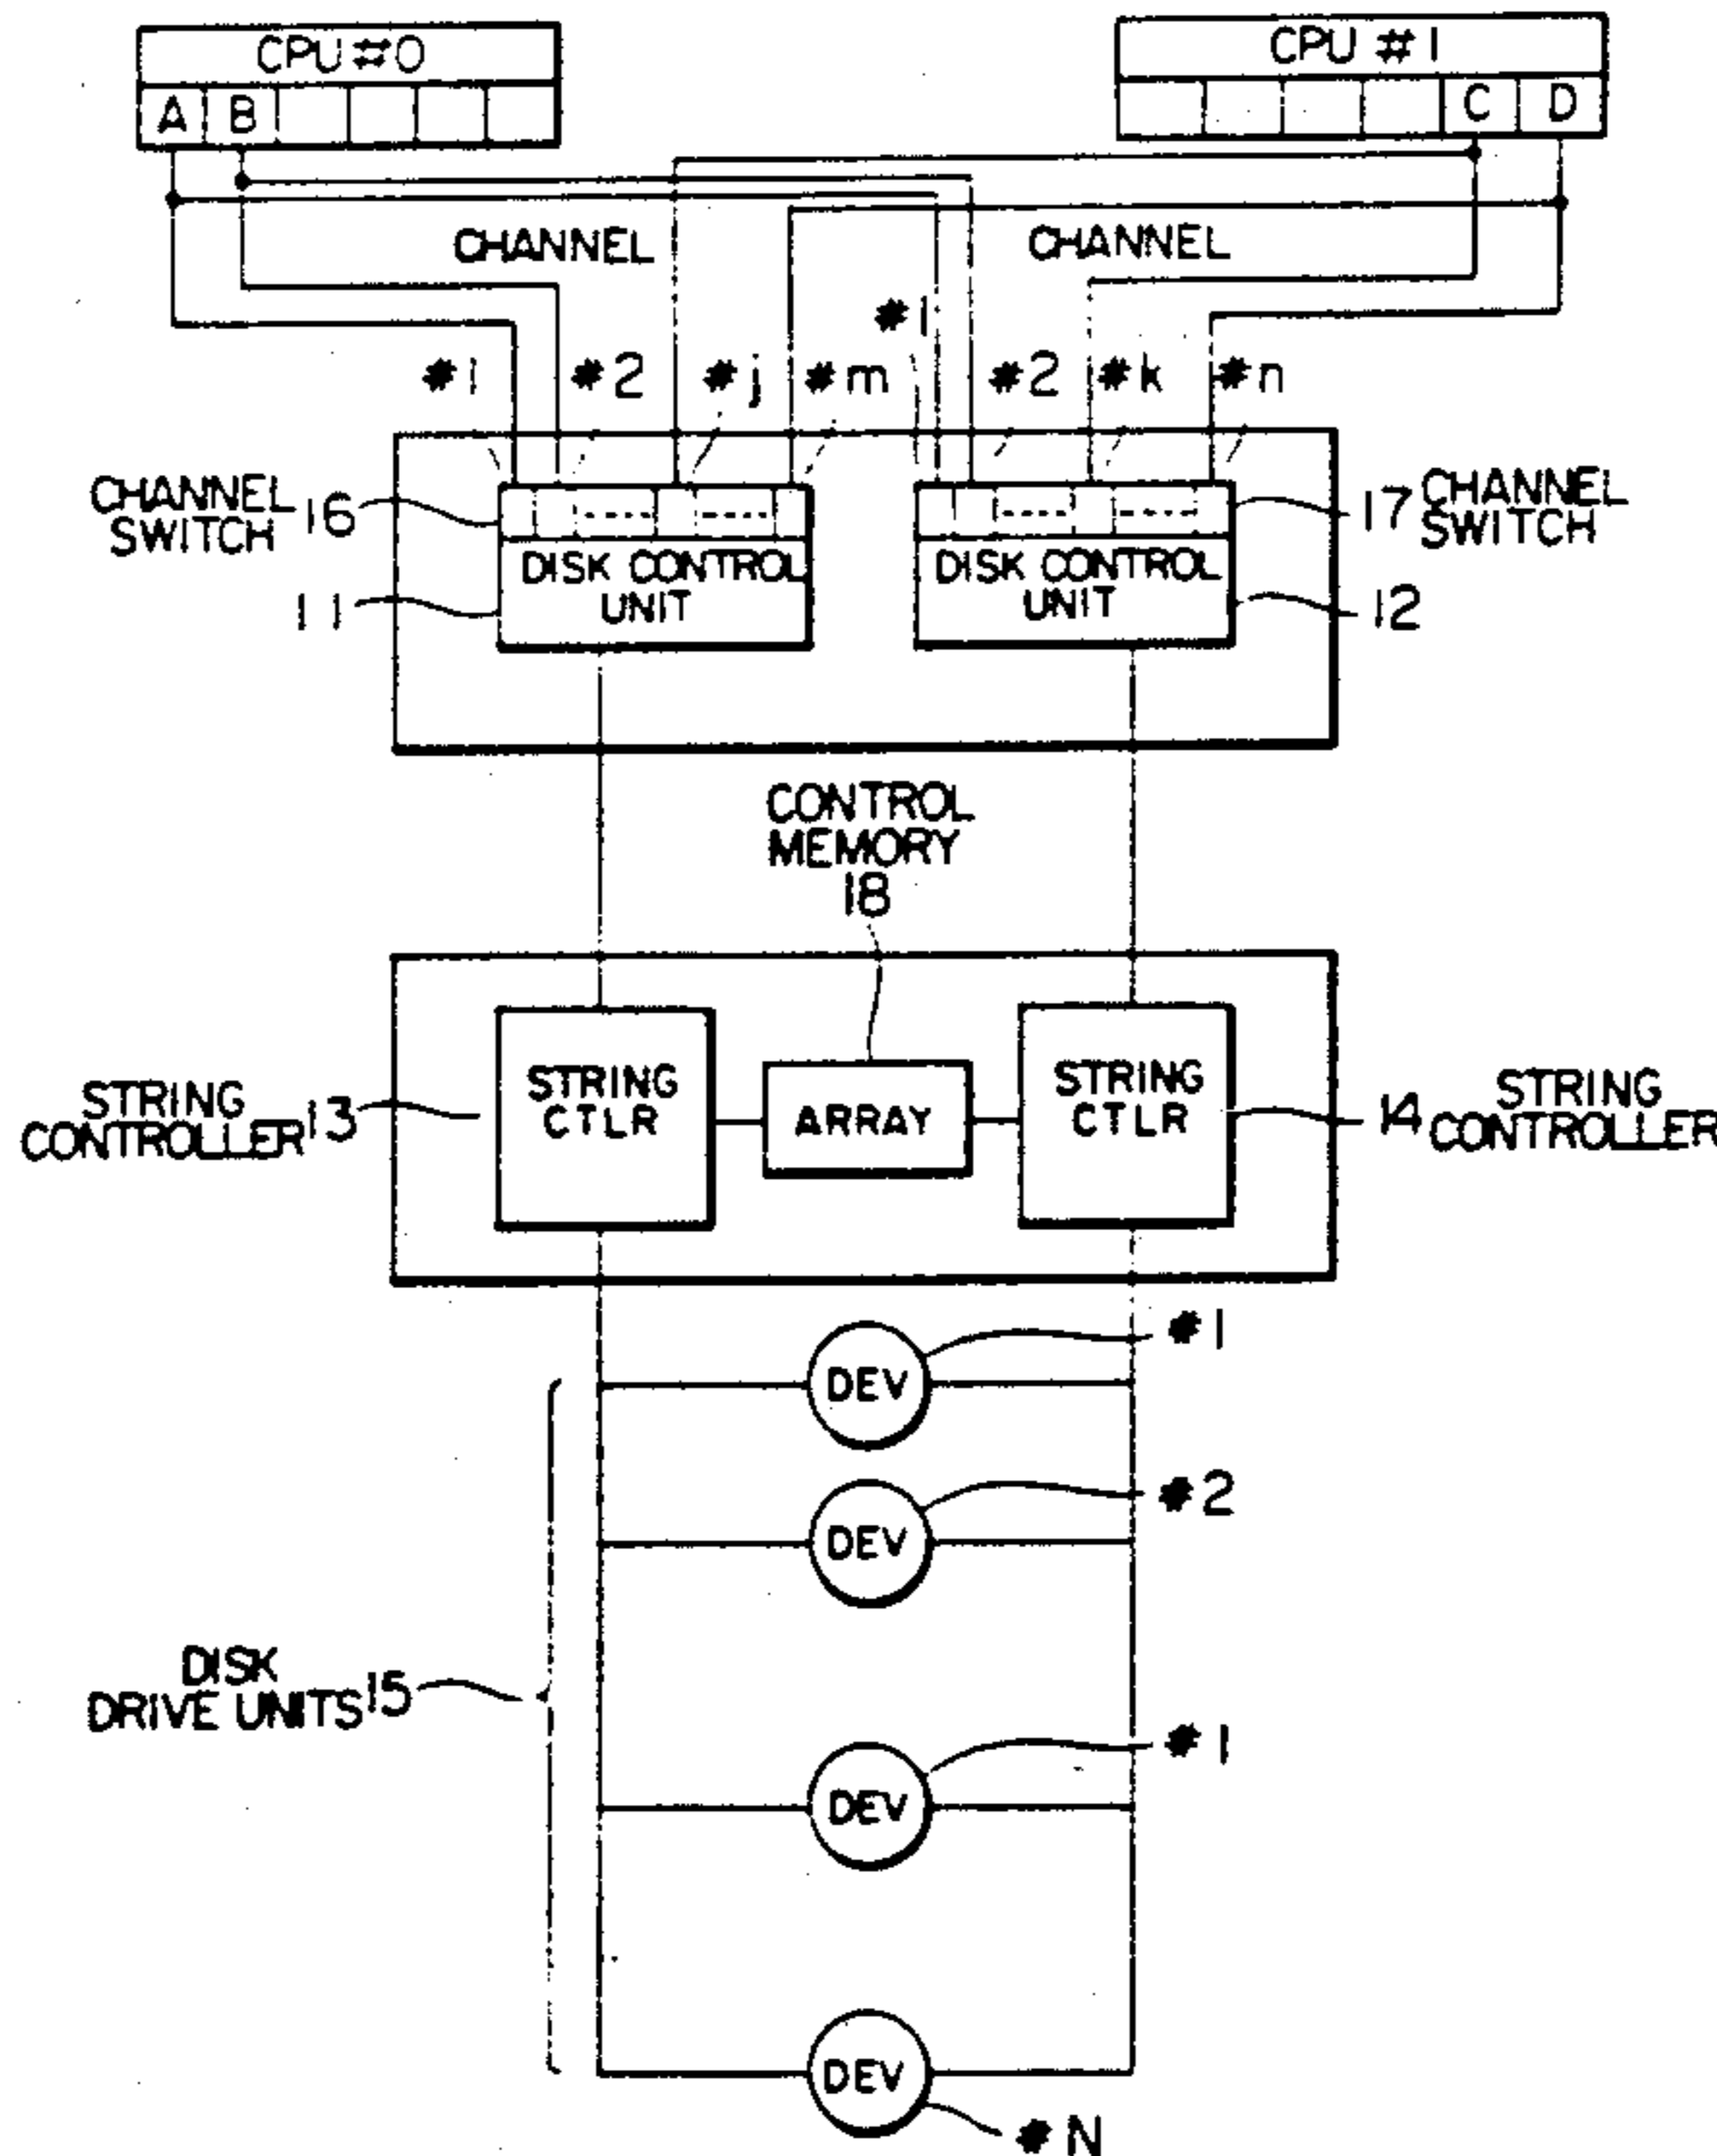 CPU #0
CPU #1
A B
C D
CHANNEL
CHANNEL
#1 #2 #j #m #1 #2 #k #n
CHANNEL
SWITCH 16
17 CHANNEL
SWITCH
DISK CONTROL
UNIT
DISK CONTROL
UNIT
11
12
CONTROL
MEMORY
18
STRING
CONTROLLER 13
STRING
CTLR
ARRAY
STRING
CTLR
14 STRING
CONTROLLER
DEV #1
DEV #2
DISK
DRIVE UNITS 15
DEV #1
DEV
#N